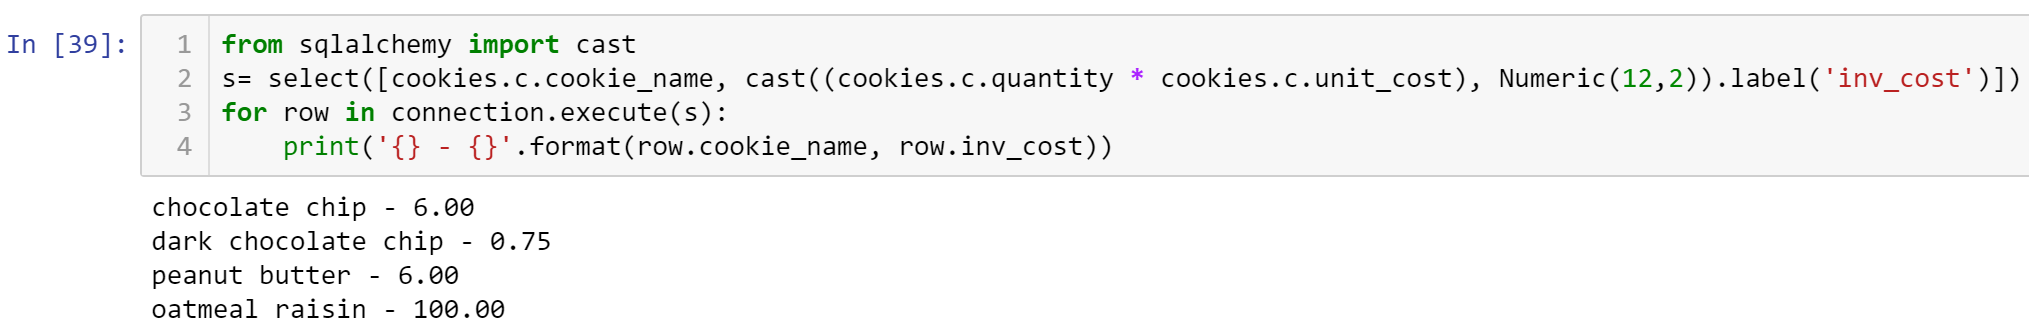 In [39]:
1 from sqlalchemy import cast
2 s= select([cookies.c.cookie_name, cast((cookies.c.quantity * cookies.c.unit_cost), Numeric(12,2)).label('inv_cost')])
3 for row in connection.execute(s):
4     print('{} - {}'.format(row.cookie_name, row.inv_cost))
chocolate chip - 6.00
dark chocolate chip - 0.75
peanut butter - 6.00
oatmeal raisin - 100.00